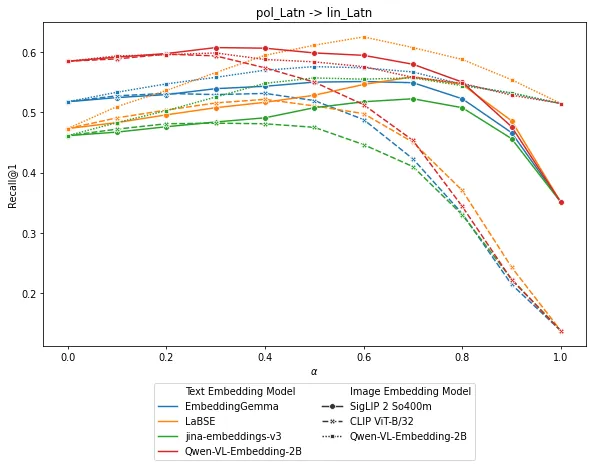 pol_Latn -> lin_Latn
Recall@1
0.6
0.5
0.4
0.3
0.2
0.0 0.2 0.4 0.6 0.8 1.0
α
Text Embedding Model Image Embedding Model
EmbeddingGemma SigLIP 2 So400m
LaBSE CLIP ViT-B/32
jina-embeddings-v3 Qwen-VL-Embedding-2B
Qwen-VL-Embedding-2B